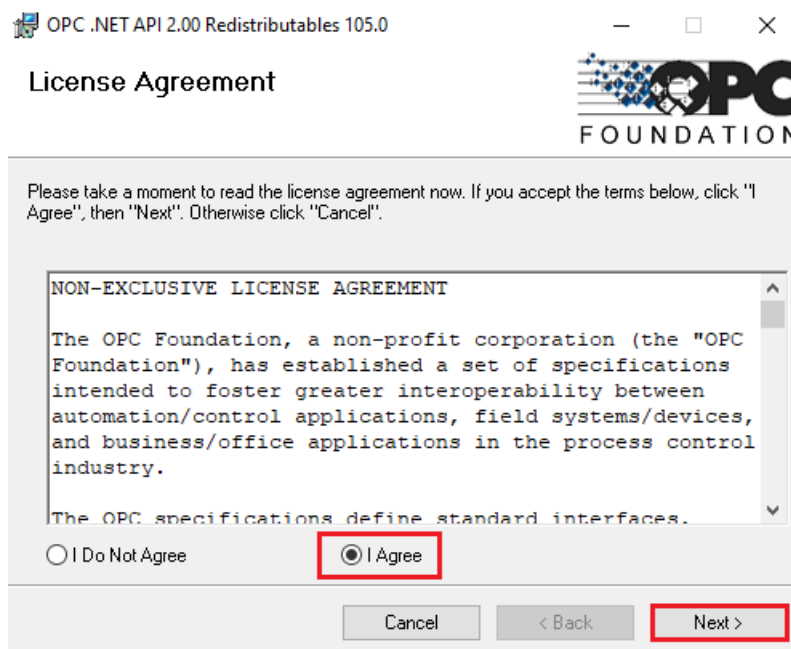 OPC .NET API 2.00 Redistributables 105.0
License Agreement
OPC
FOUNDATION
Please take a moment to read the license agreement now. If you accept the terms below, click "I
Agree", then "Next". Otherwise click "Cancel".
NON-EXCLUSIVE LICENSE AGREEMENT
The OPC Foundation, a non-profit corporation (the "OPC
Foundation"), has established a set of specifications
intended to foster greater interoperability between
automation/control applications, field systems/devices,
and business/office applications in the process control
industry.
The OPC specifications define standard interfaces,
I Do Not Agree
I Agree
Cancel
< Back
Next >